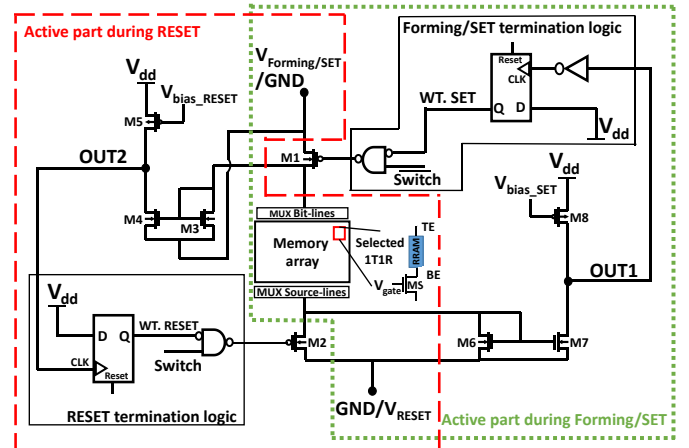 Active part during RESET
V_Forming/SET
/GND
Forming/SET termination logic
Reset
CLK
WT. SET
Q
D
V_dd
V_dd
V_bias_RESET
M5
OUT2
M1
Switch
V_dd
V_bias_SET
M8
M4
M3
MUX Bit-lines
Memory
array
Selected
1T1R
TE
RRAM
BE
V_gate
MS
MUX Source-lines
OUT1
V_dd
D
Q
WT. RESET
CLK
Reset
Switch
M2
M6
M7
RESET termination logic
GND/V_RESET
Active part during Forming/SET